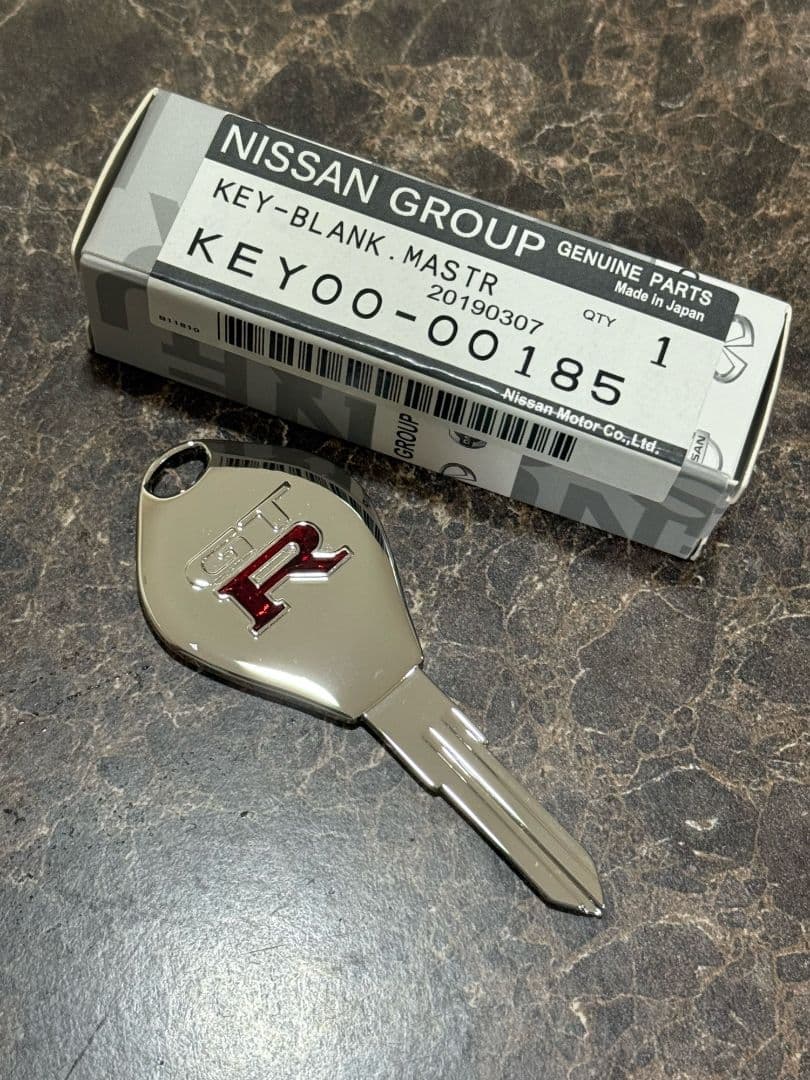 NISSAN GROUP GENUINE PARTS
Made in Japan
KEY-BLANK.MASTR
20190307
QTY 1
KEY00-00185
B11810
Nissan Motor Co.,Ltd.
GROUP
GT
R